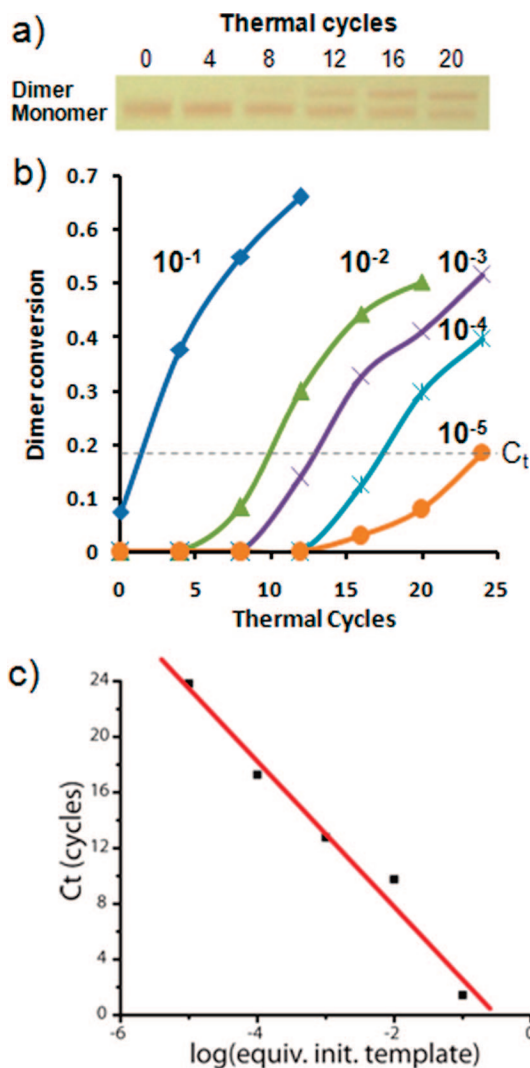 a)
Thermal cycles
0 4 8 12 16 20
Dimer
Monomer
b)
0.7
0.6
0.5
0.4
0.3
0.2
0.1
0
Dimer conversion
10⁻¹
10⁻²
10⁻³
10⁻⁴
10⁻⁵
Cₜ
0 5 10 15 20 25
Thermal Cycles
c)
24
20
16
12
8
4
0
Ct (cycles)
-6 -4 -2 0
log(equiv. init. template)